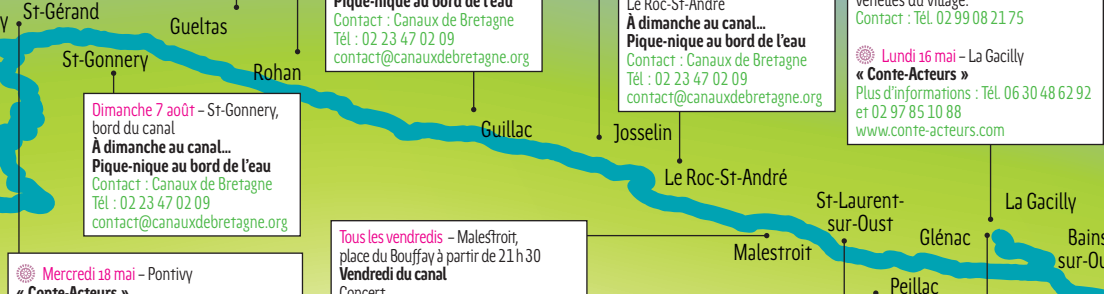 St-Gérand
Gueltas
St-Gonnery
Rohan
Dimanche 7 août – St-Gonnery,
bord du canal
À dimanche au canal...
Pique-nique au bord de l'eau
Contact : Canaux de Bretagne
Tél : 02 23 47 02 09
contact@canauxdebretagne.org
Mercredi 18 mai – Pontivy
« Conte-Acteurs »
Pique-nique au bord de l'eau
Contact : Canaux de Bretagne
Tél : 02 23 47 02 09
contact@canauxdebretagne.org
Guillac
Tous les vendredis – Malestroit,
place du Bouffay à partir de 21 h 30
Vendredi du canal
Concert
Le Roc-St-André
À dimanche au canal...
Pique-nique au bord de l'eau
Contact : Canaux de Bretagne
Tél : 02 23 47 02 09
contact@canauxdebretagne.org
Josselin
Le Roc-St-André
Malestroit
venelles du village.
Contact : Tél. 02 99 08 21 75
Lundi 16 mai – La Gacilly
« Conte-Acteurs »
Plus d'informations : Tél. 06 30 48 62 92
et 02 97 85 10 88
www.conte-acteurs.com
St-Laurent-
sur-Oust
La Gacilly
Glénac
Bains
Peillac